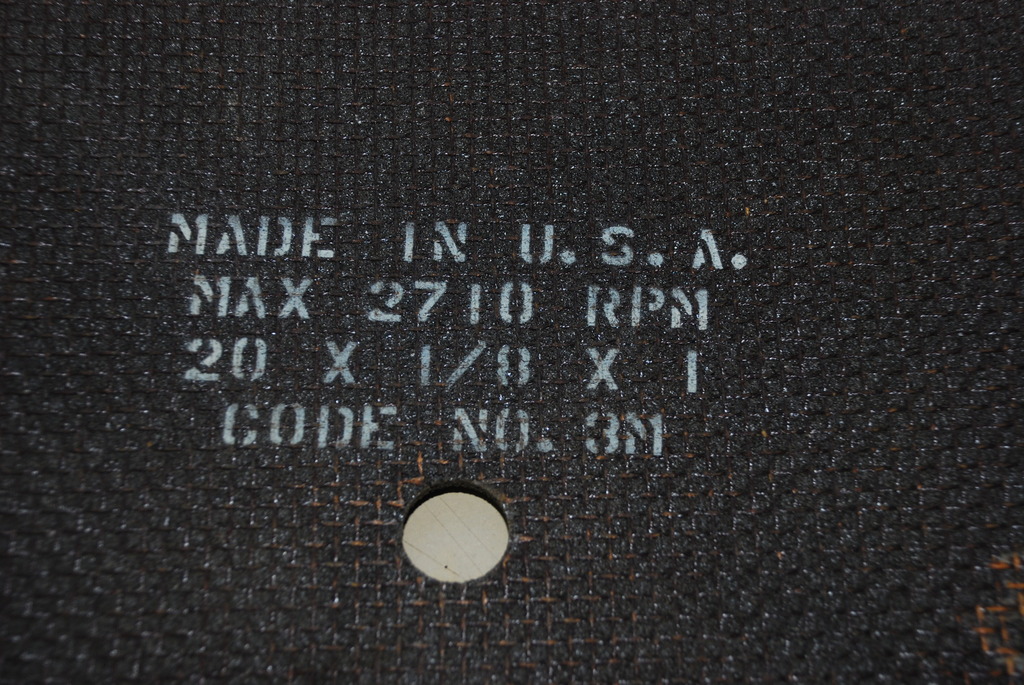 MADE IN U.S.A.
MAX 2710 RPM
20 X 1/8 X 1
CODE NO. 3M